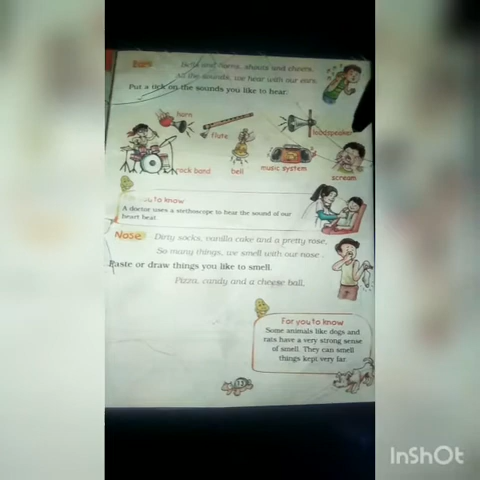 Ears
Bells and horns, shouts and cheers,
All the sounds, we hear with our ears.
Put a tick on the sounds you like to hear.
horn
flute
loudspeaker
rock band
bell
music system
scream
to know
A doctor uses a stethoscope to hear the sound of our
heart beat.
Nose
Dirty socks, vanilla cake and a pretty rose,
So many things, we smell with our nose.
Paste or draw things you like to smell.
Pizza, candy and a cheese ball,
For you to know
Some animals like dogs and
rats have a very strong sense
of smell. They can smell
things kept very far.
12
InShOt